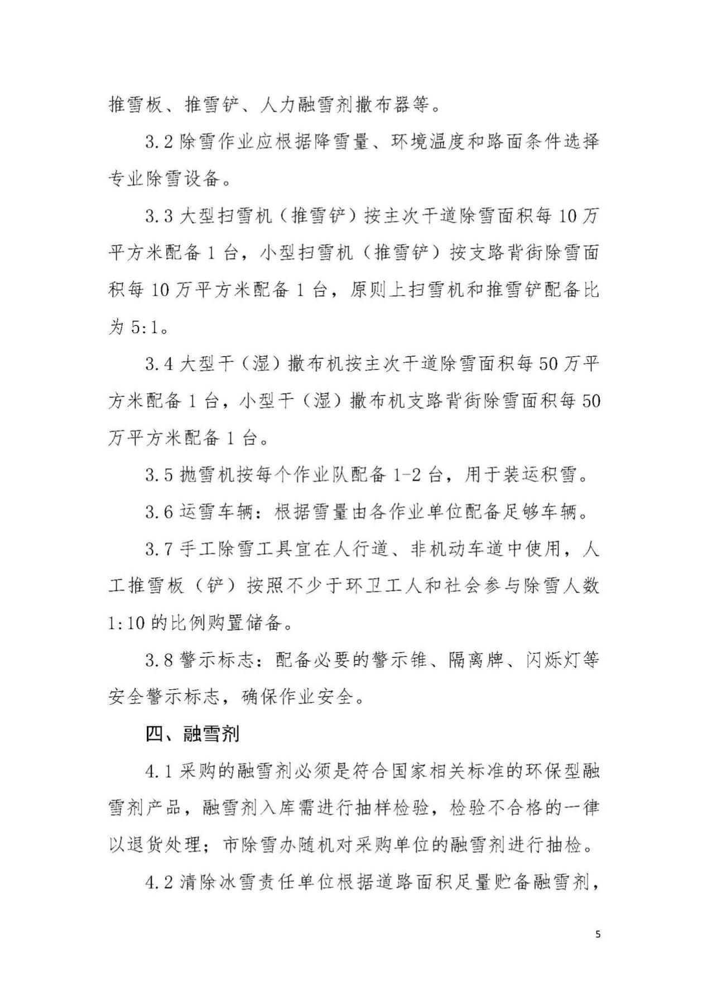 推雪板、推雪铲、人力融雪剂撒布器等。
3.2 除雪作业应根据降雪量、环境温度和路面条件选择
专业除雪设备。
3.3 大型扫雪机（推雪铲）按主次干道除雪面积每 10 万
平方米配备 1 台，小型扫雪机（推雪铲）按支路背街除雪面
积每 10 万平方米配备 1 台，原则上扫雪机和推雪铲配备比
为 5:1。
3.4 大型干（湿）撒布机按主次干道除雪面积每 50 万平
方米配备 1 台，小型干（湿）撒布机支路背街除雪面积每 50
万平方米配备 1 台。
3.5 抛雪机按每个作业队配备 1-2 台，用于装运积雪。
3.6 运雪车辆：根据雪量由各作业单位配备足够车辆。
3.7 手工除雪工具宜在人行道、非机动车道中使用，人
工推雪板（铲）按照不少于环卫工人和社会参与除雪人数
1:10 的比例购置储备。
3.8 警示标志：配备必要的警示锥、隔离牌、闪烁灯等
安全警示标志，确保作业安全。
四、融雪剂
4.1 采购的融雪剂必须是符合国家相关标准的环保型融
雪剂产品，融雪剂入库需进行抽样检验，检验不合格的一律
以退货处理；市除雪办随机对采购单位的融雪剂进行抽检。
4.2 清除冰雪责任单位根据道路面积足量贮备融雪剂，
5